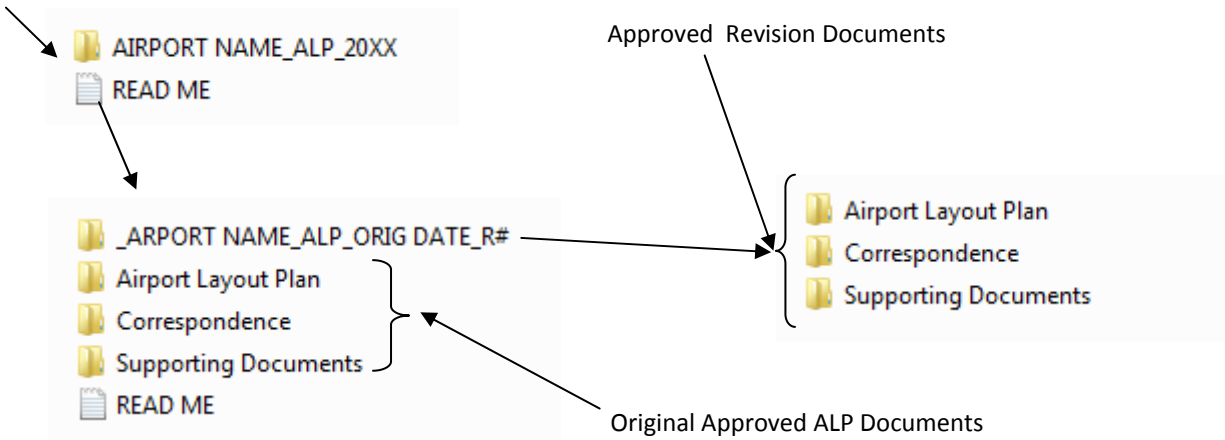 AIRPORT NAME_ALP_20XX
READ ME
Approved Revision Documents
_ARPORT NAME_ALP_ORIG DATE_R#
Airport Layout Plan
Correspondence
Supporting Documents
READ ME
Airport Layout Plan
Correspondence
Supporting Documents
Original Approved ALP Documents